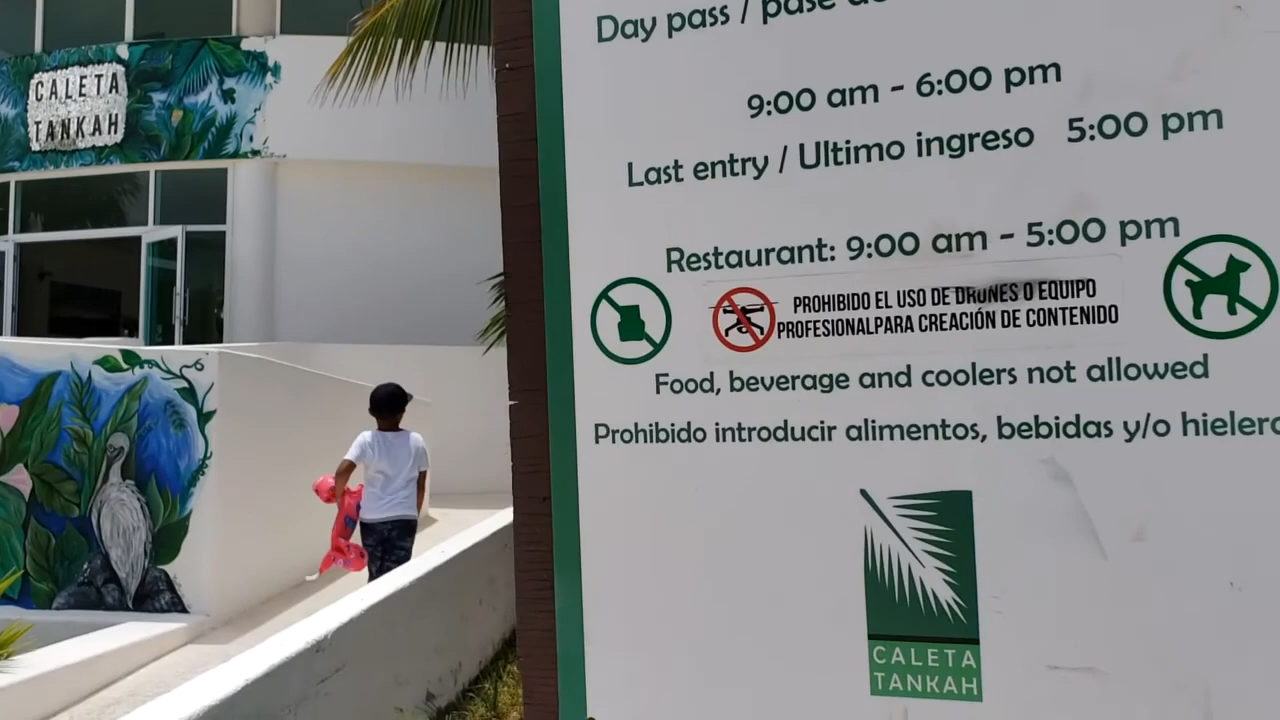 CALETA
TANKAH
Day pass / pase
9:00 am - 6:00 pm
Last entry / Ultimo ingreso 5:00 pm
Restaurant: 9:00 am - 5:00 pm
PROHIBIDO EL USO DE DRONES O EQUIPO
PROFESIONALPARA CREACIÓN DE CONTENIDO
Food, beverage and coolers not allowed
Prohibido introducir alimentos, bebidas y/o hielera
CALETA
TANKAH